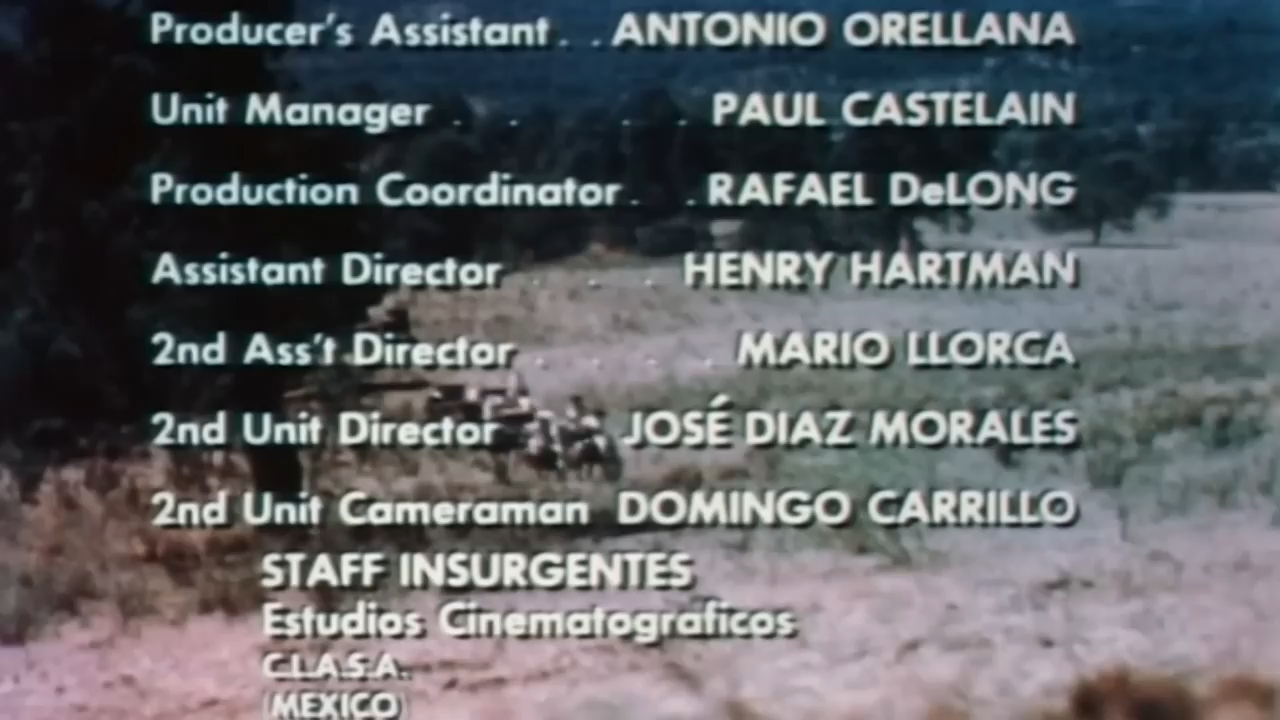 Producer's Assistant . . ANTONIO ORELLANA
Unit Manager . . . . PAUL CASTELAIN
Production Coordinator . . RAFAEL DeLONG
Assistant Director . . . HENRY HARTMAN
2nd Ass't Director . . . . MARIO LLORCA
2nd Unit Director JOSÉ DIAZ MORALES
2nd Unit Cameraman DOMINGO CARRILLO
STAFF INSURGENTES
Estudios Cinematograficos
C.L.A.S.A.
(MEXICO)